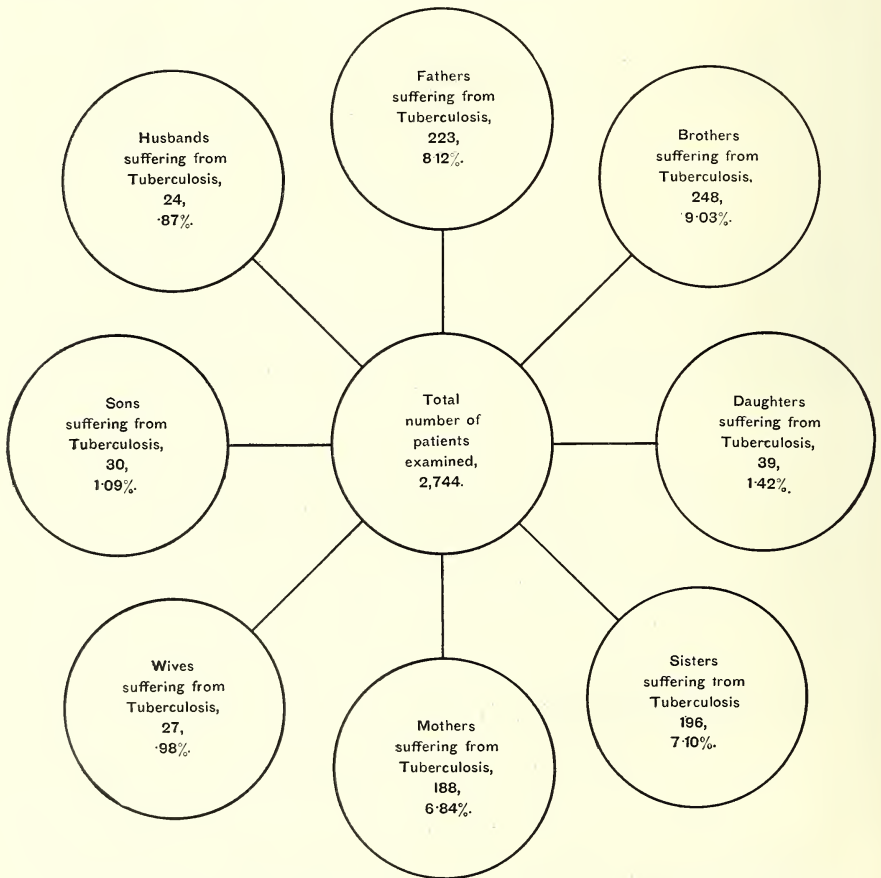 Fathers
suffering from
Tuberculosis,
223,
8·12%.
Husbands
suffering from
Tuberculosis,
24,
·87%.
Brothers
suffering from
Tuberculosis,
248,
9·03%.
Sons
suffering from
Tuberculosis,
30,
1·09%.
Total
number of
patients
examined,
2,744.
Daughters
suffering from
Tuberculosis,
39,
1·42%.
Wives
suffering from
Tuberculosis,
27,
·98%.
Mothers
suffering from
Tuberculosis,
188,
6·84%.
Sisters
suffering from
Tuberculosis
196,
7·10%.